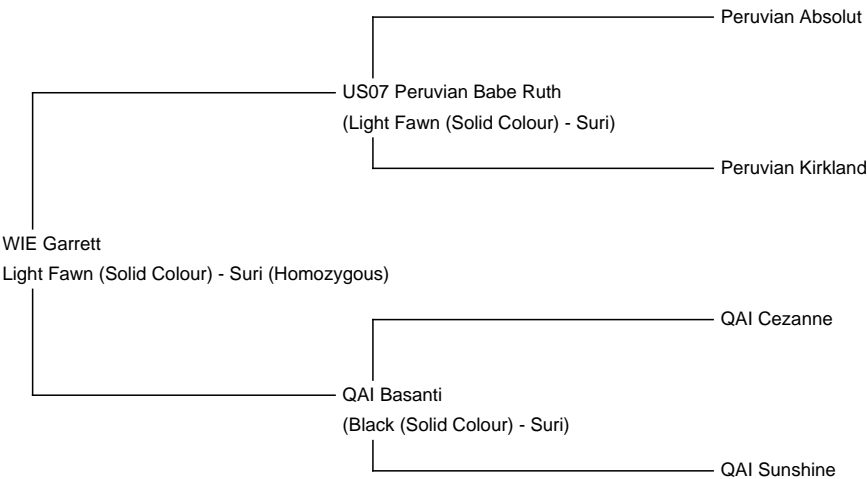 Peruvian Absolut
US07 Peruvian Babe Ruth
(Light Fawn (Solid Colour) - Suri)
Peruvian Kirkland
WIE Garrett
Light Fawn (Solid Colour) - Suri (Homozygous)
QAI Cezanne
QAI Basanti
(Black (Solid Colour) - Suri)
QAI Sunshine